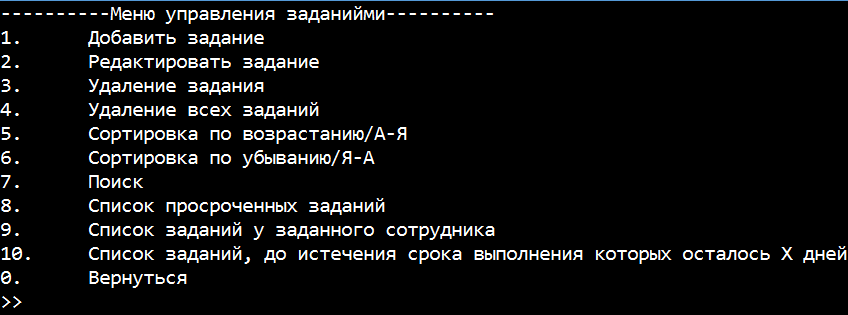 ----------Меню управления заданийми----------
1. Добавить задание
2. Редактировать задание
3. Удаление задания
4. Удаление всех заданий
5. Сортировка по возрастанию/А-Я
6. Сортировка по убыванию/Я-А
7. Поиск
8. Список просроченных заданий
9. Список заданий у заданного сотрудника
10. Список заданий, до истечения срока выполнения которых осталось X дней
0. Вернуться
>>